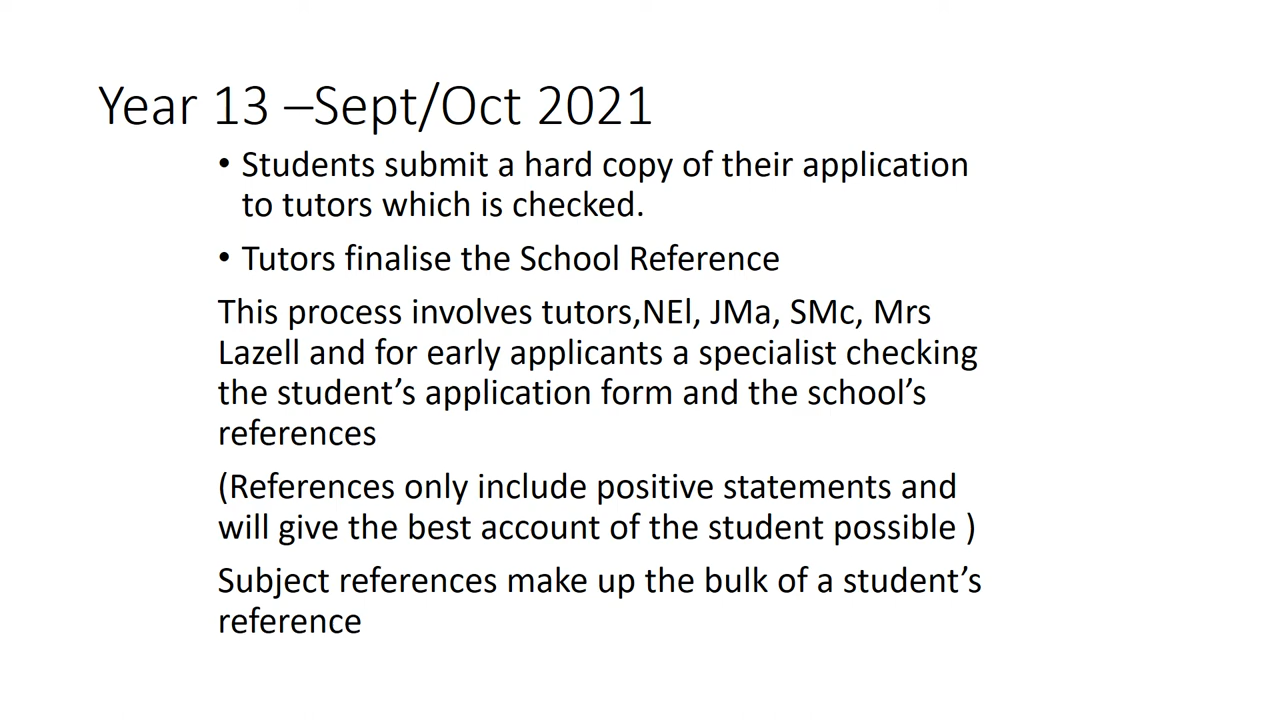 Year 13 –Sept/Oct 2021
• Students submit a hard copy of their application
to tutors which is checked.
• Tutors finalise the School Reference
This process involves tutors,NEl, JMa, SMc, Mrs
Lazell and for early applicants a specialist checking
the student’s application form and the school’s
references
(References only include positive statements and
will give the best account of the student possible )
Subject references make up the bulk of a student’s
reference